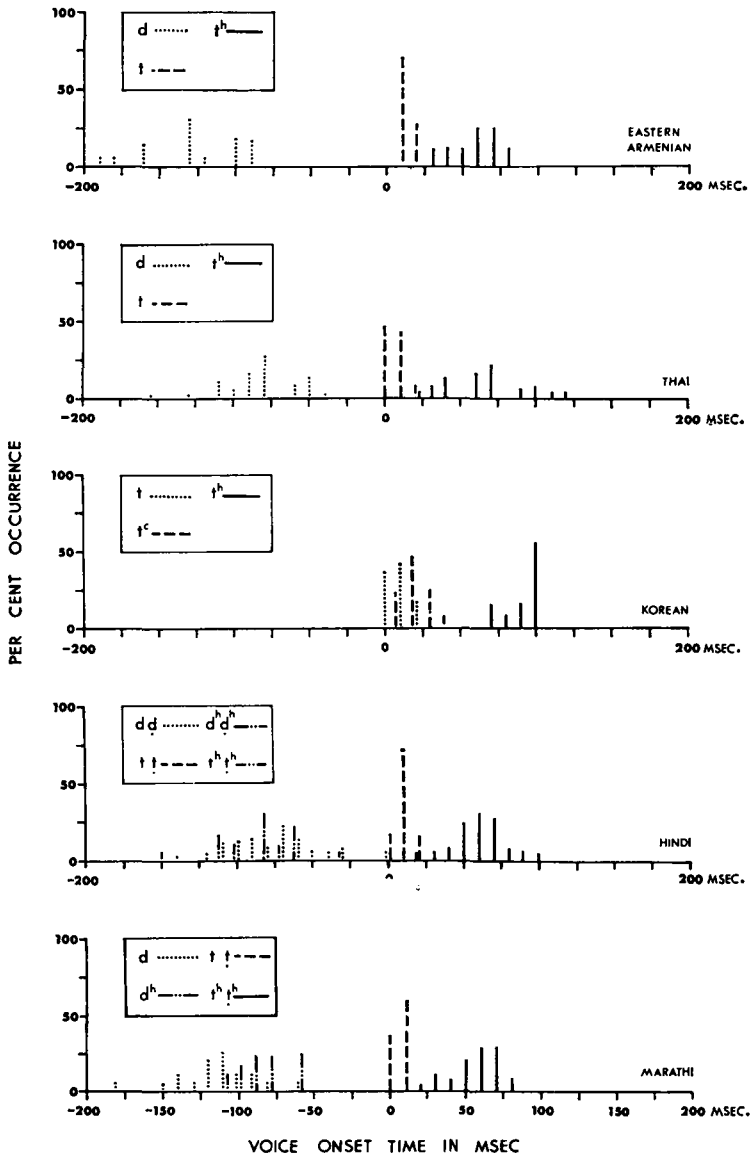 100
d tʰ
t
50
EASTERN
ARMENIAN
0
-200 0 200 MSEC.
100
d tʰ
t
50
THAI
0
-200 0 200 MSEC.
100
t tʰ
tᶜ
50
KOREAN
0
-200 0 200 MSEC.
100
d ḍ dʰ ḍʰ
t ṭ tʰ ṭʰ
50
HINDI
0
-200 0 200 MSEC.
100
d t ṭ
dʰ tʰ ṭʰ
50
MARATHI
0
-200 -150 -100 -50 0 50 100 200 MSEC.
PER CENT OCCURRENCE
VOICE ONSET TIME IN MSEC